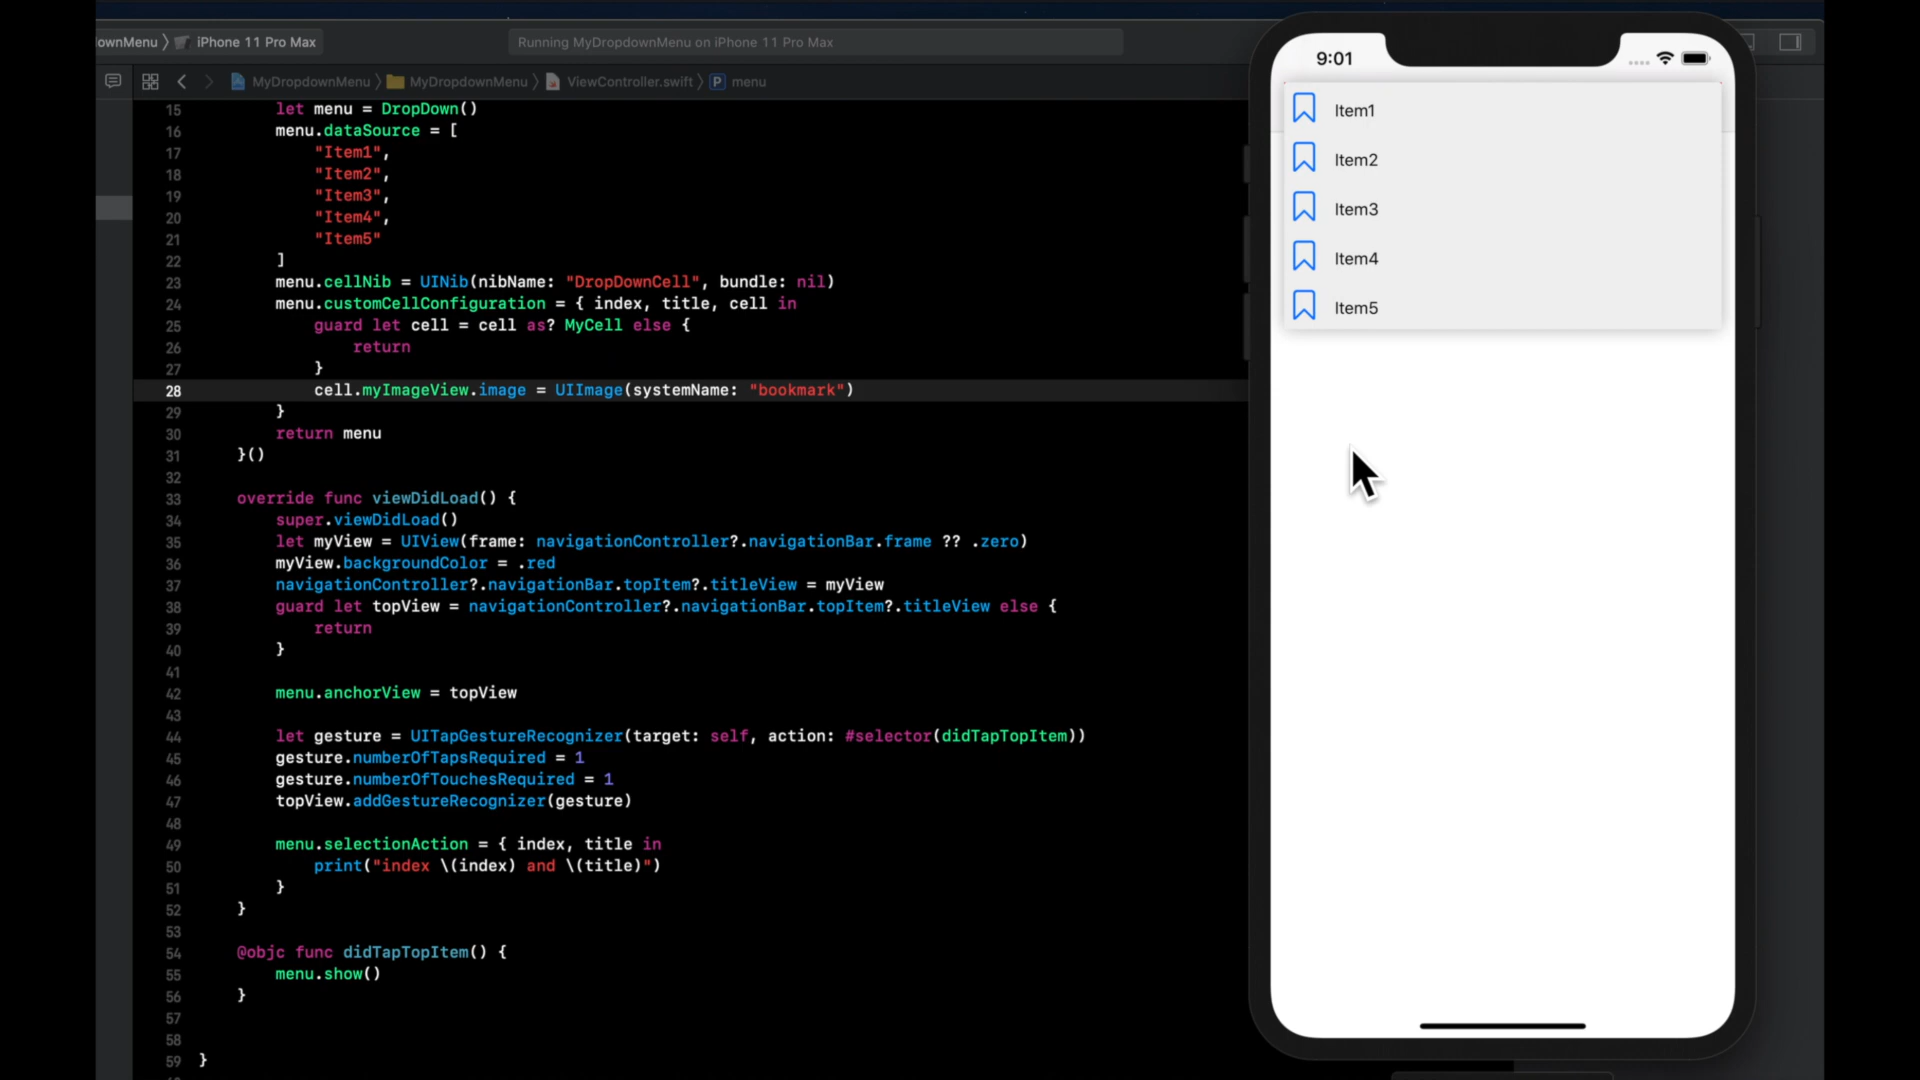 ownMenu 〉 iPhone 11 Pro Max
Running MyDropdownMenu on iPhone 11 Pro Max
MyDropdownMenu 〉 MyDropdownMenu 〉 ViewController.swift 〉 P menu
15 let menu = DropDown()
16 menu.dataSource = [
17 "Item1",
18 "Item2",
19 "Item3",
20 "Item4",
21 "Item5"
22 ]
23 menu.cellNib = UINib(nibName: "DropDownCell", bundle: nil)
24 menu.customCellConfiguration = { index, title, cell in
25 guard let cell = cell as? MyCell else {
26 return
27 }
28 cell.myImageView.image = UIImage(systemName: "bookmark")
29 }
30 return menu
31 }()
32
33 override func viewDidLoad() {
34 super.viewDidLoad()
35 let myView = UIView(frame: navigationController?.navigationBar.frame ?? .zero)
36 myView.backgroundColor = .red
37 navigationController?.navigationBar.topItem?.titleView = myView
38 guard let topView = navigationController?.navigationBar.topItem?.titleView else {
39 return
40 }
41
42 menu.anchorView = topView
43
44 let gesture = UITapGestureRecognizer(target: self, action: #selector(didTapTopItem))
45 gesture.numberOfTapsRequired = 1
46 gesture.numberOfTouchesRequired = 1
47 topView.addGestureRecognizer(gesture)
48
49 menu.selectionAction = { index, title in
50 print("index \(index) and \(title)")
51 }
52 }
53
54 @objc func didTapTopItem() {
55 menu.show()
56 }
57
58
59 }
9:01
Item1
Item2
Item3
Item4
Item5